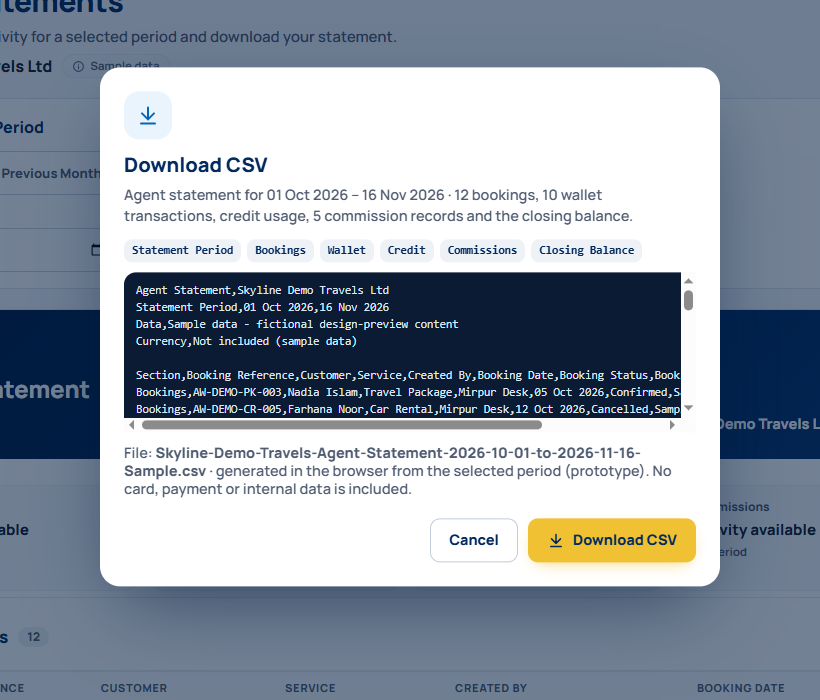 tements
ivity for a selected period and download your statement.
els Ltd
Sample data
Period
Previous Month
Download CSV
Agent statement for 01 Oct 2026 – 16 Nov 2026 · 12 bookings, 10 wallet
transactions, credit usage, 5 commission records and the closing balance.
Statement Period Bookings Wallet Credit Commissions Closing Balance
Agent Statement,Skyline Demo Travels Ltd
Statement Period,01 Oct 2026,16 Nov 2026
Data,Sample data - fictional design-preview content
Currency,Not included (sample data)
Section,Booking Reference,Customer,Service,Created By,Booking Date,Booking Status,Book
Bookings,AW-DEMO-PK-003,Nadia Islam,Travel Package,Mirpur Desk,05 Oct 2026,Confirmed,S
Bookings,AW-DEMO-CR-005,Farhana Noor,Car Rental,Mirpur Desk,12 Oct 2026,Cancelled,Samp
atement
Demo Travels L
File: Skyline-Demo-Travels-Agent-Statement-2026-10-01-to-2026-11-16-
Sample.csv · generated in the browser from the selected period (prototype). No
card, payment or internal data is included.
missions
able
vity available
eriod
Cancel
Download CSV
s 12
NCE CUSTOMER SERVICE CREATED BY BOOKING DATE